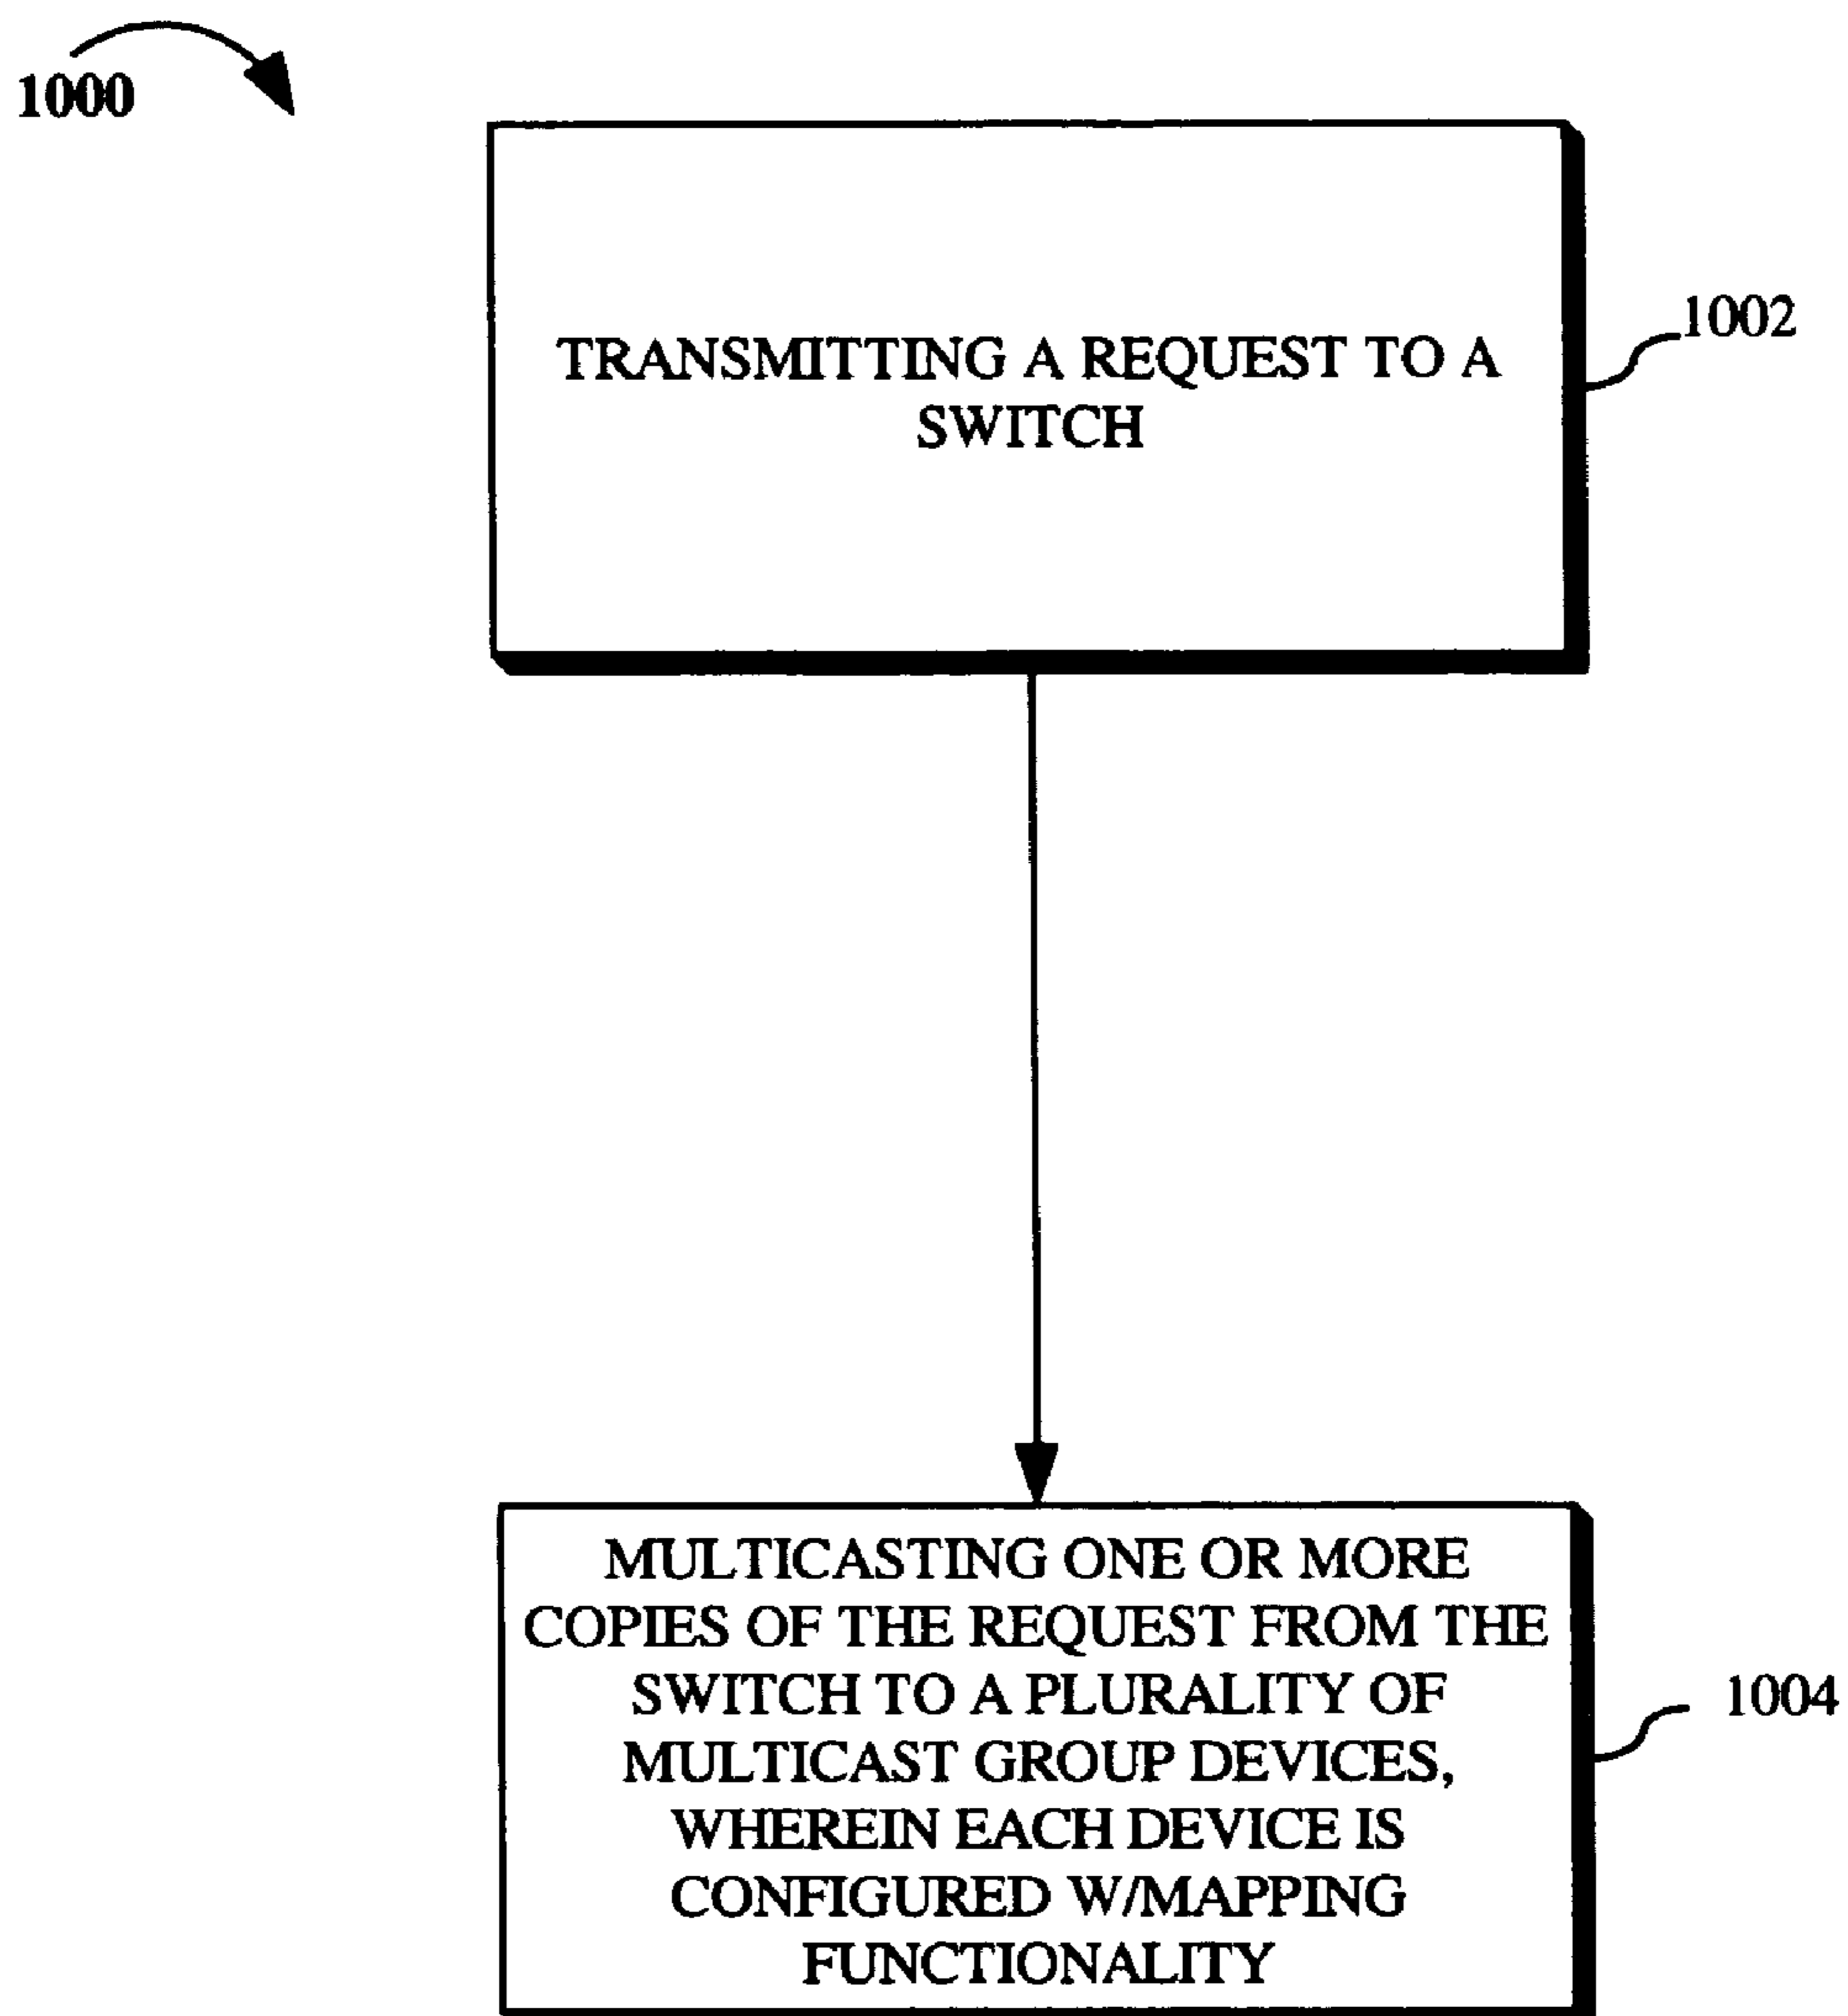 1000
TRANSMITTING A REQUEST TO A
SWITCH
1002
MULTICASTING ONE OR MORE
COPIES OF THE REQUEST FROM THE
SWITCH TO A PLURALITY OF
MULTICAST GROUP DEVICES,
WHEREIN EACH DEVICE IS
CONFIGURED W/MAPPING
FUNCTIONALITY
1004